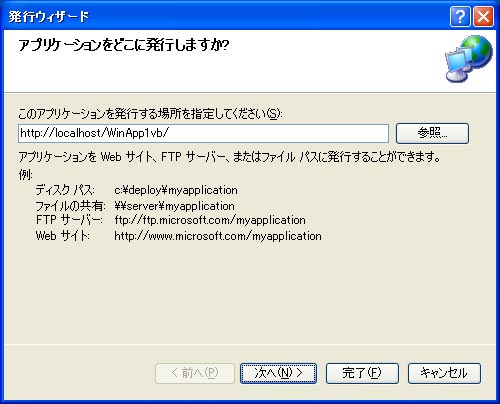 発行ウィザード
アプリケーションをどこに発行しますか?
このアプリケーションを発行する場所を指定してください(S):
http://localhost/WinApp1vb/
参照...
アプリケーションを Web サイト、FTP サーバー、またはファイル パスに発行することができます。
例:
ディスク パス: c:¥deploy¥myapplication
ファイルの共有: ¥¥server¥myapplication
FTP サーバー: ftp://ftp.microsoft.com/myapplication
Web サイト: http://www.microsoft.com/myapplication
< 前へ(P) 次へ(N) > 完了(F) キャンセル